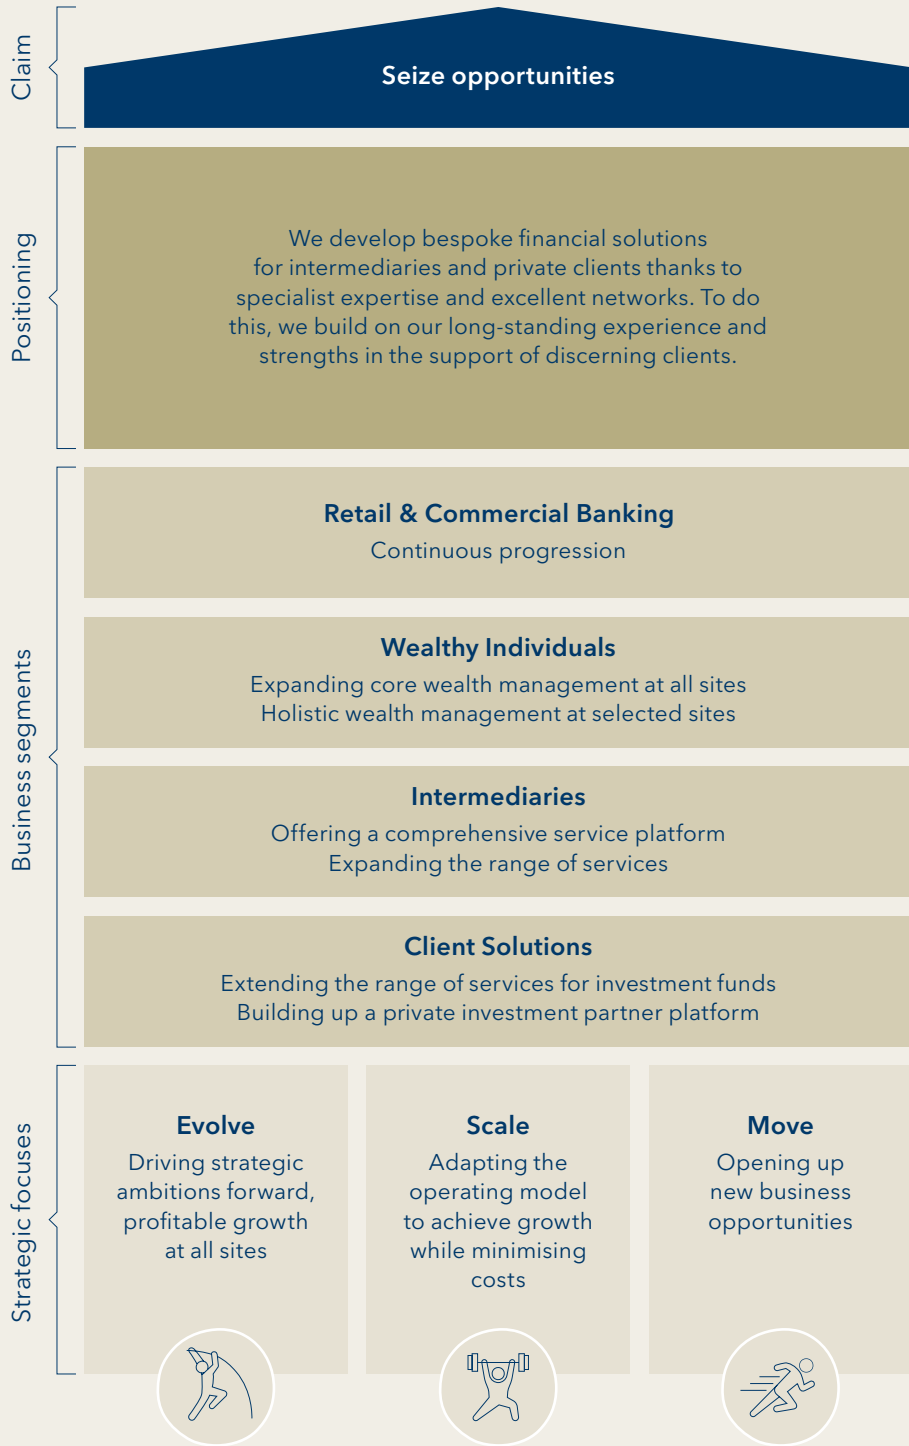 Claim
Seize opportunities
Positioning
We develop bespoke financial solutions
for intermediaries and private clients thanks to
specialist expertise and excellent networks. To do
this, we build on our long-standing experience and
strengths in the support of discerning clients.
Business segments
Retail & Commercial Banking
Continuous progression
Wealthy Individuals
Expanding core wealth management at all sites
Holistic wealth management at selected sites
Intermediaries
Offering a comprehensive service platform
Expanding the range of services
Client Solutions
Extending the range of services for investment funds
Building up a private investment partner platform
Strategic focuses
Evolve
Driving strategic
ambitions forward,
profitable growth
at all sites
Scale
Adapting the
operating model
to achieve growth
while minimising
costs
Move
Opening up
new business
opportunities